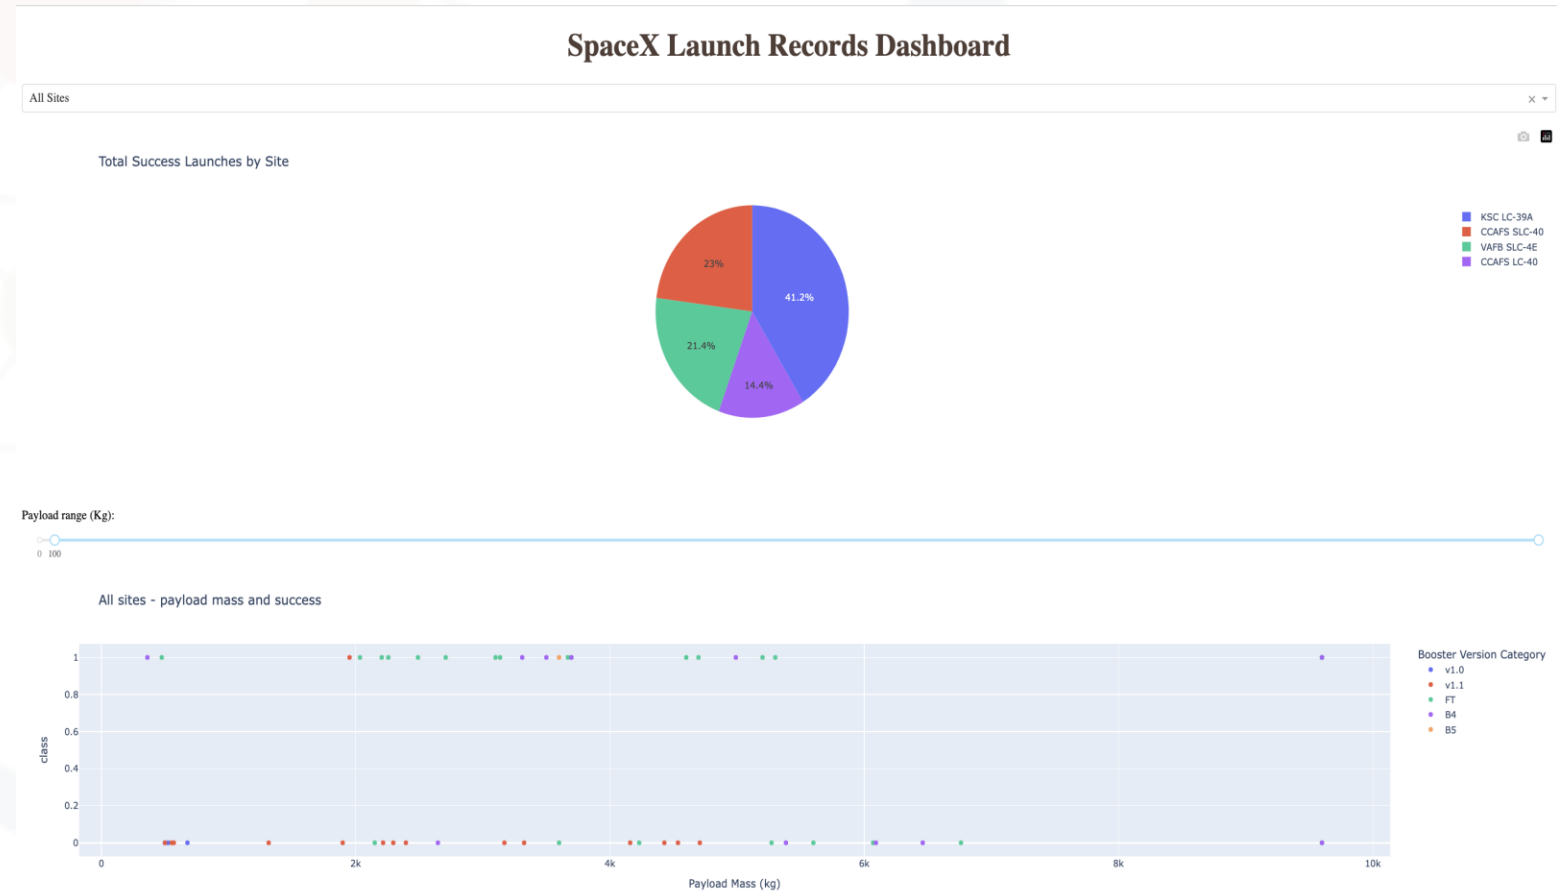 SpaceX Launch Records Dashboard
All Sites
Total Success Launches by Site
KSC LC-39A
CCAFS SLC-40
VAFB SLC-4E
CCAFS LC-40
23%
41.2%
21.4%
14.4%
Payload range (Kg):
0 100
All sites - payload mass and success
Booster Version Category
v1.0
v1.1
FT
B4
B5
1
0.8
0.6
0.4
0.2
0
class
0 2k 4k 6k 8k 10k
Payload Mass (kg)